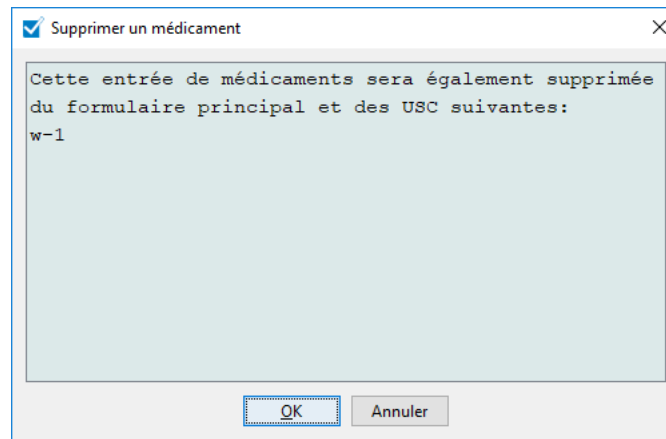 Supprimer un médicament
Cette entrée de médicaments sera également supprimée
du formulaire principal et des USC suivantes:
w-1
OK
Annuler